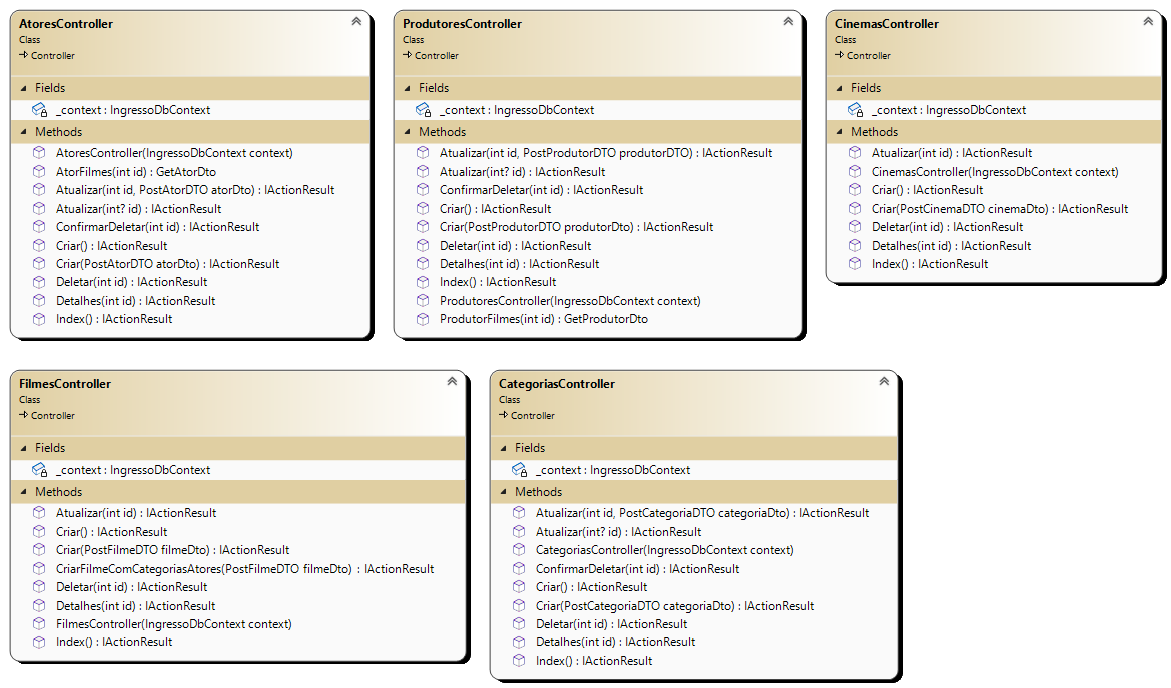 AtoresController
Class
Controller
Fields
_context : IngressoDbContext
Methods
AtoresController(IngressoDbContext context)
AtorFilmes(int id) : GetAtorDto
Atualizar(int id, PostAtorDTO atorDto) : IActionResult
Atualizar(int? id) : IActionResult
ConfirmarDeletar(int id) : IActionResult
Criar() : IActionResult
Criar(PostAtorDTO atorDto) : IActionResult
Deletar(int id) : IActionResult
Detalhes(int id) : IActionResult
Index() : IActionResult
ProdutoresController
Class
Controller
Fields
_context : IngressoDbContext
Methods
Atualizar(int id, PostProdutorDTO produtorDTO) : IActionResult
Atualizar(int? id) : IActionResult
ConfirmarDeletar(int id) : IActionResult
Criar() : IActionResult
Criar(PostProdutorDTO produtorDto) : IActionResult
Deletar(int id) : IActionResult
Detalhes(int id) : IActionResult
Index() : IActionResult
ProdutoresController(IngressoDbContext context)
ProdutorFilmes(int id) : GetProdutorDto
CinemasController
Class
Controller
Fields
_context : IngressoDbContext
Methods
Atualizar(int id) : IActionResult
CinemasController(IngressoDbContext context)
Criar() : IActionResult
Criar(PostCinemaDTO cinemaDto) : IActionResult
Deletar(int id) : IActionResult
Detalhes(int id) : IActionResult
Index() : IActionResult
FilmesController
Class
Controller
Fields
_context : IngressoDbContext
Methods
Atualizar(int id) : IActionResult
Criar() : IActionResult
Criar(PostFilmeDTO filmeDto) : IActionResult
CriarFilmeComCategoriasAtores(PostFilmeDTO filmeDto) : IActionResult
Deletar(int id) : IActionResult
Detalhes(int id) : IActionResult
FilmesController(IngressoDbContext context)
Index() : IActionResult
CategoriasController
Class
Controller
Fields
_context : IngressoDbContext
Methods
Atualizar(int id, PostCategoriaDTO categoriaDto) : IActionResult
Atualizar(int? id) : IActionResult
CategoriasController(IngressoDbContext context)
ConfirmarDeletar(int id) : IActionResult
Criar() : IActionResult
Criar(PostCategoriaDTO categoriaDto) : IActionResult
Deletar(int id) : IActionResult
Detalhes(int id) : IActionResult
Index() : IActionResult